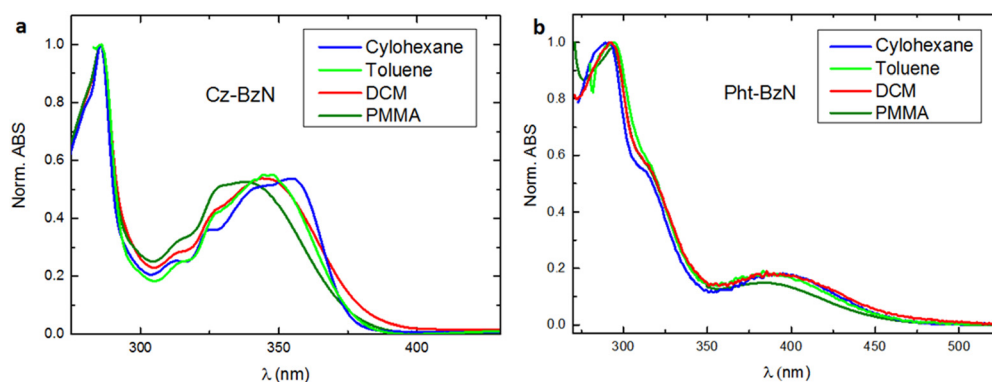 a
Cz-BzN
Cylohexane
Toluene
DCM
PMMA
Norm. ABS
1.0
0.8
0.6
0.4
0.2
0.0
300
350
400
λ (nm)
b
Pht-BzN
Cylohexane
Toluene
DCM
PMMA
Norm. ABS
1.0
0.8
0.6
0.4
0.2
0.0
300
350
400
450
500
λ (nm)